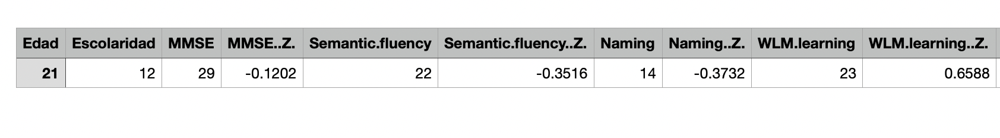 Edad Escolaridad MMSE MMSE..Z. Semantic.fluency Semantic.fluency..Z. Naming Naming..Z. WLM.learning WLM.learning..Z.
21 12 29 -0.1202 22 -0.3516 14 -0.3732 23 0.6588